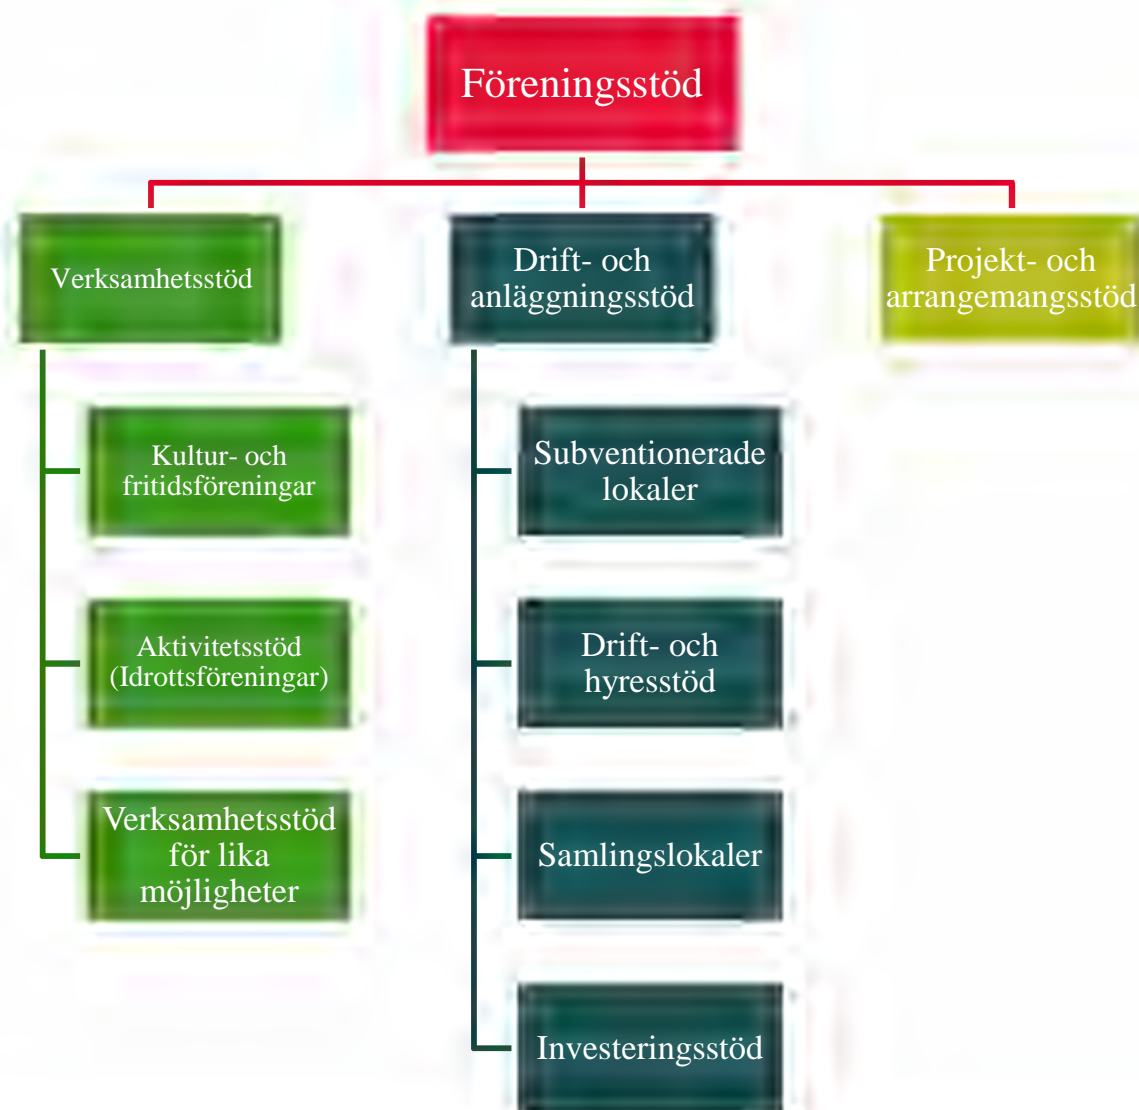 Föreningsstöd
Verksamhetsstöd
Kultur- och
fritidsföreningar
Aktivitetsstöd
(Idrottsföreningar)
Verksamhetsstöd
för lika
möjligheter
Drift- och
anläggningsstöd
Subventionerade
lokaler
Drift- och
hyresstöd
Samlingslokaler
Investeringsstöd
Projekt- och
arrangemangsstöd